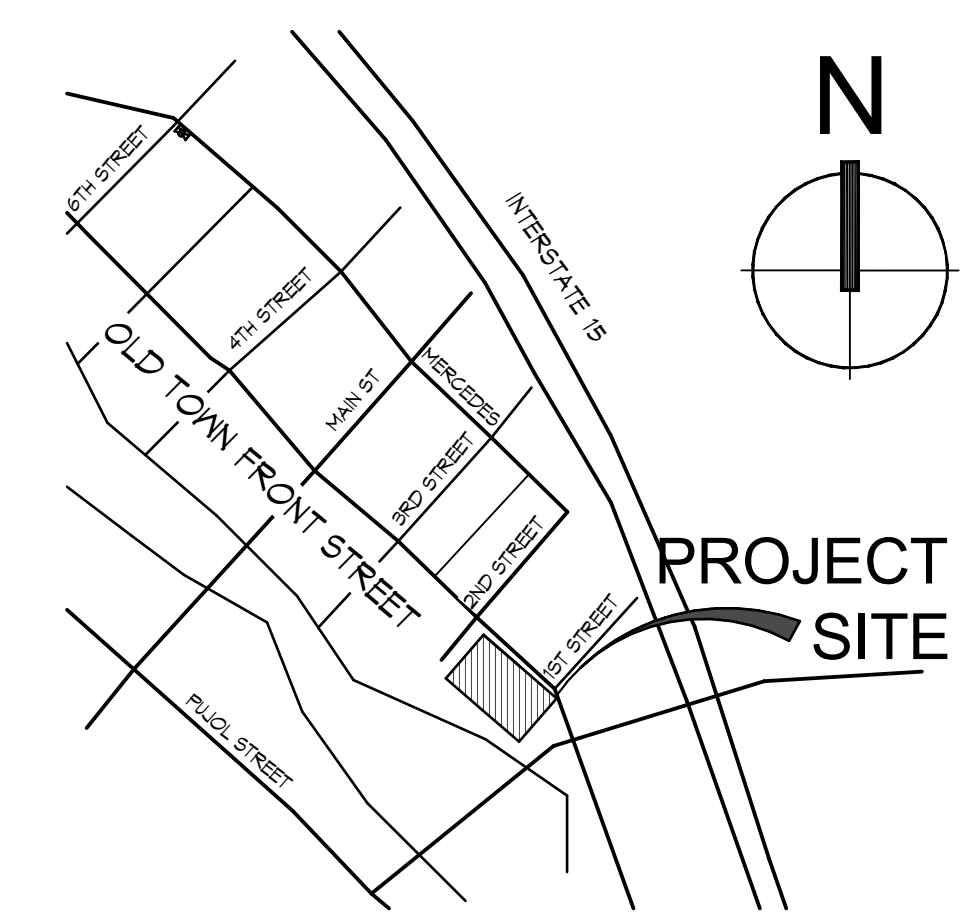 N
6TH STREET
4TH STREET
INTERSTATE 15
OLD TOWN FRONT STREET
MAIN ST
MERCEDES
3RD STREET
2ND STREET
1ST STREET
PROJECT
SITE
PUJOL STREET